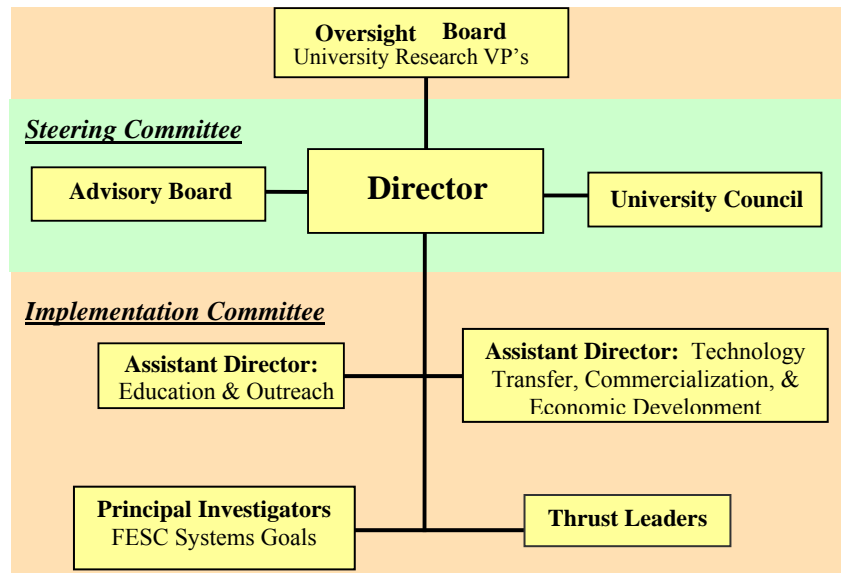 Oversight Board
University Research VP's
Steering Committee
Advisory Board
Director
University Council
Implementation Committee
Assistant Director:
Education & Outreach
Assistant Director: Technology
Transfer, Commercialization, &
Economic Development
Principal Investigators
FESC Systems Goals
Thrust Leaders